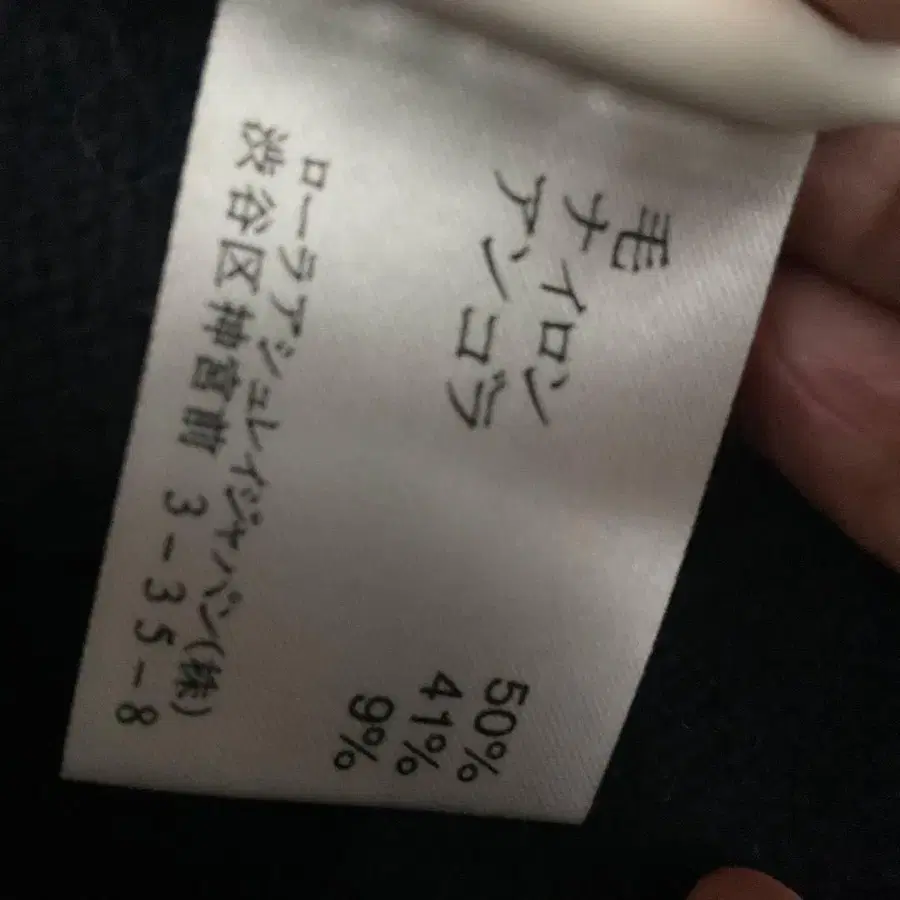 毛 50%
ナイロン 41%
アンゴラ 9%
ローラアシュレイジャパン(株)
渋谷区神宮前 3-35-8